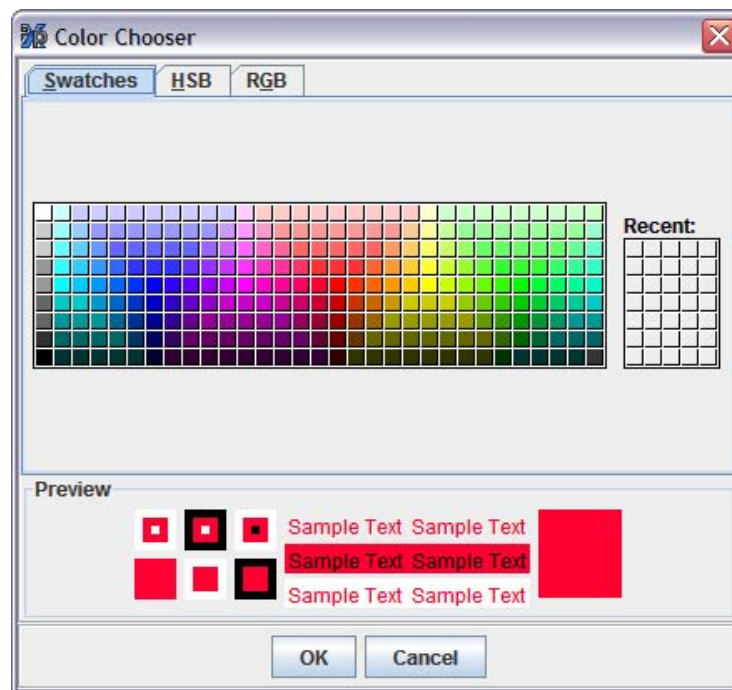 Color Chooser
Swatches HSB RGB
Recent:
Preview
Sample Text Sample Text
Sample Text Sample Text
Sample Text Sample Text
OK Cancel